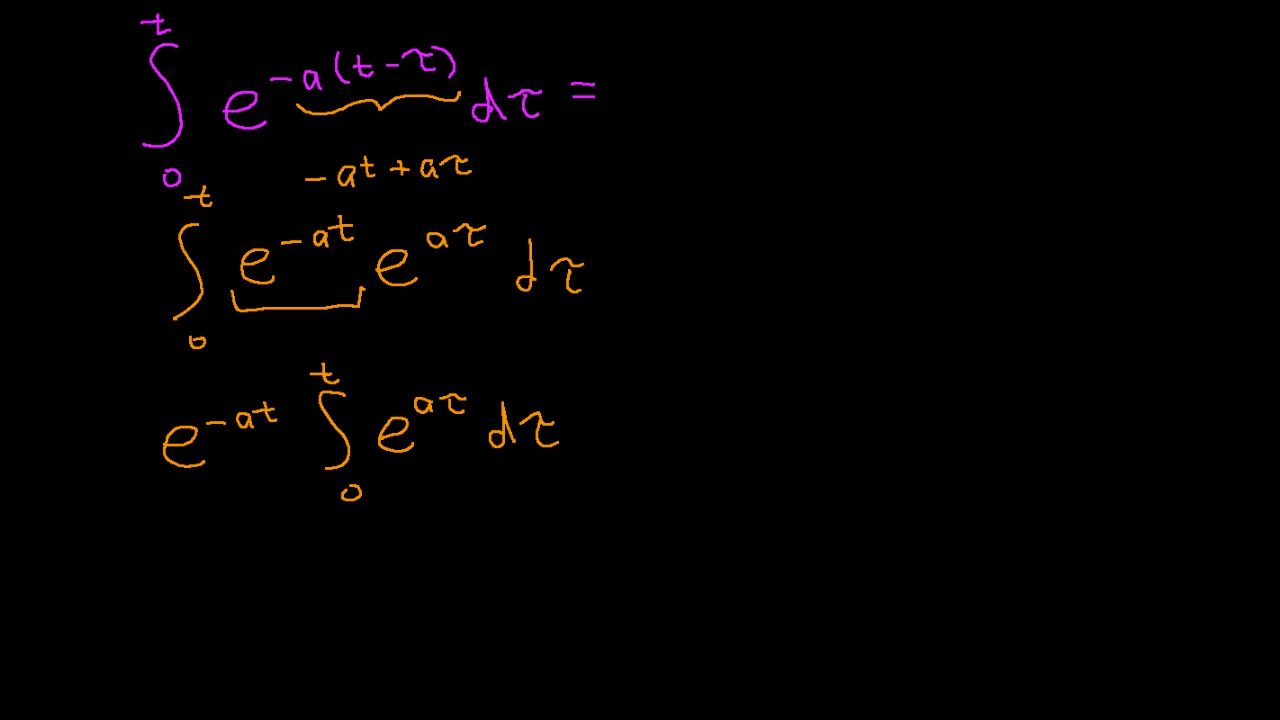 ∫₀ᵗ e^{-a(t-τ)} dτ =
-at + aτ
∫₀ᵗ e^{-at} e^{aτ} dτ
e^{-at} ∫₀ᵗ e^{aτ} dτ